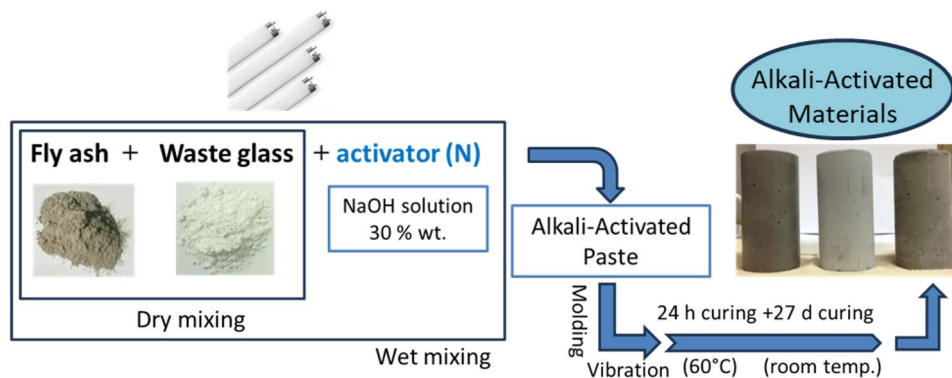 Fly ash + Waste glass + activator (N)
NaOH solution
30 % wt.
Dry mixing
Wet mixing
Alkali-Activated
Paste
Molding
Vibration
24 h curing +27 d curing
(60°C) (room temp.)
Alkali-Activated
Materials